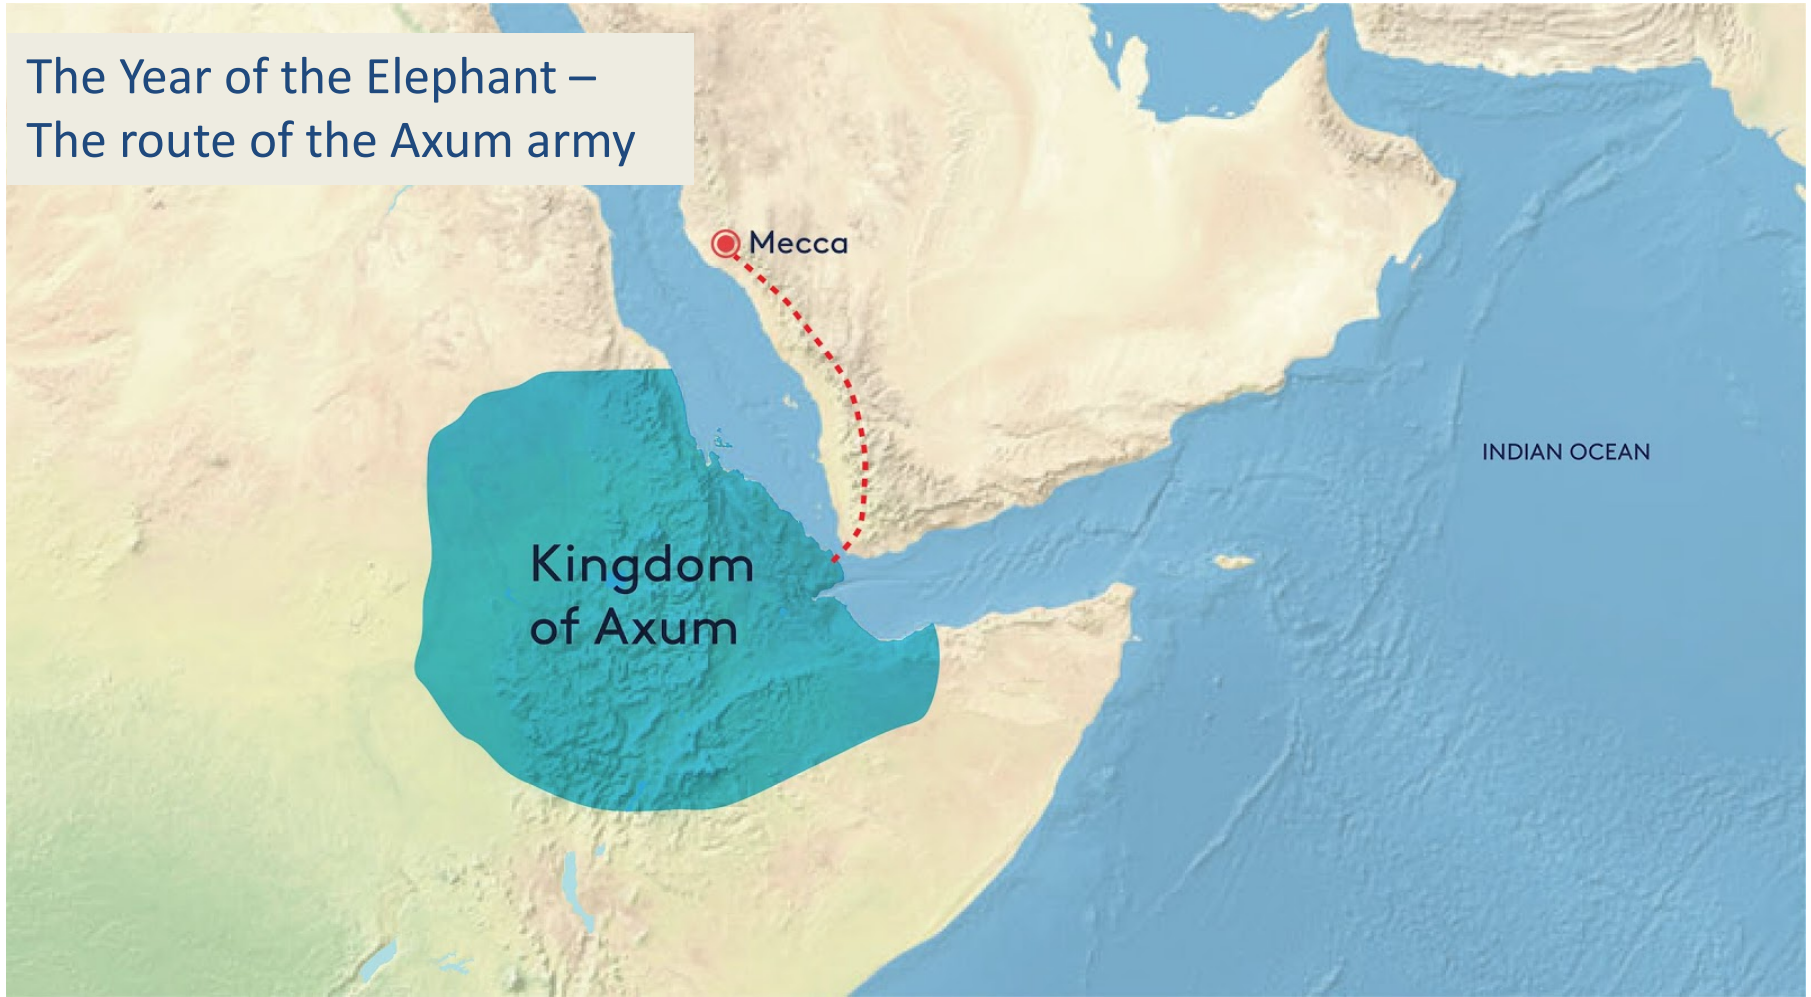 The Year of the Elephant –
The route of the Axum army
Mecca
INDIAN OCEAN
Kingdom
of Axum